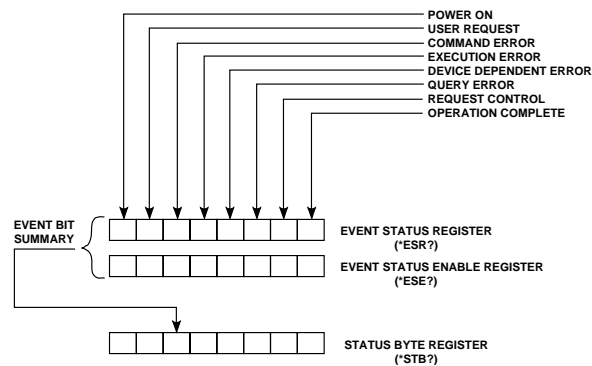 POWER ON
USER REQUEST
COMMAND ERROR
EXECUTION ERROR
DEVICE DEPENDENT ERROR
QUERY ERROR
REQUEST CONTROL
OPERATION COMPLETE
EVENT BIT
SUMMARY
EVENT STATUS REGISTER
(*ESR?)
EVENT STATUS ENABLE REGISTER
(*ESE?)
STATUS BYTE REGISTER
(*STB?)